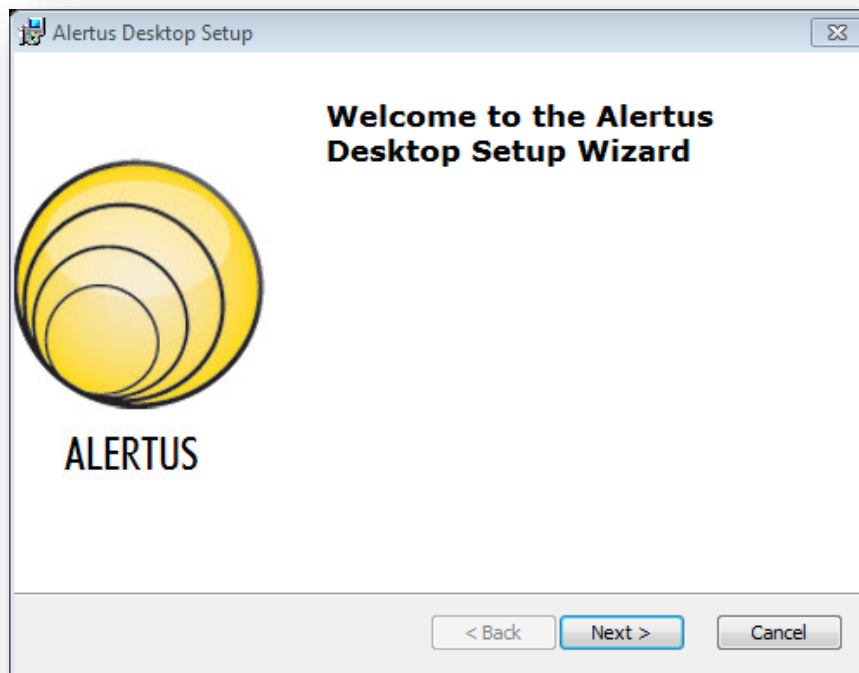 Alertus Desktop Setup
Welcome to the Alertus
Desktop Setup Wizard
ALERTUS
< Back
Next >
Cancel